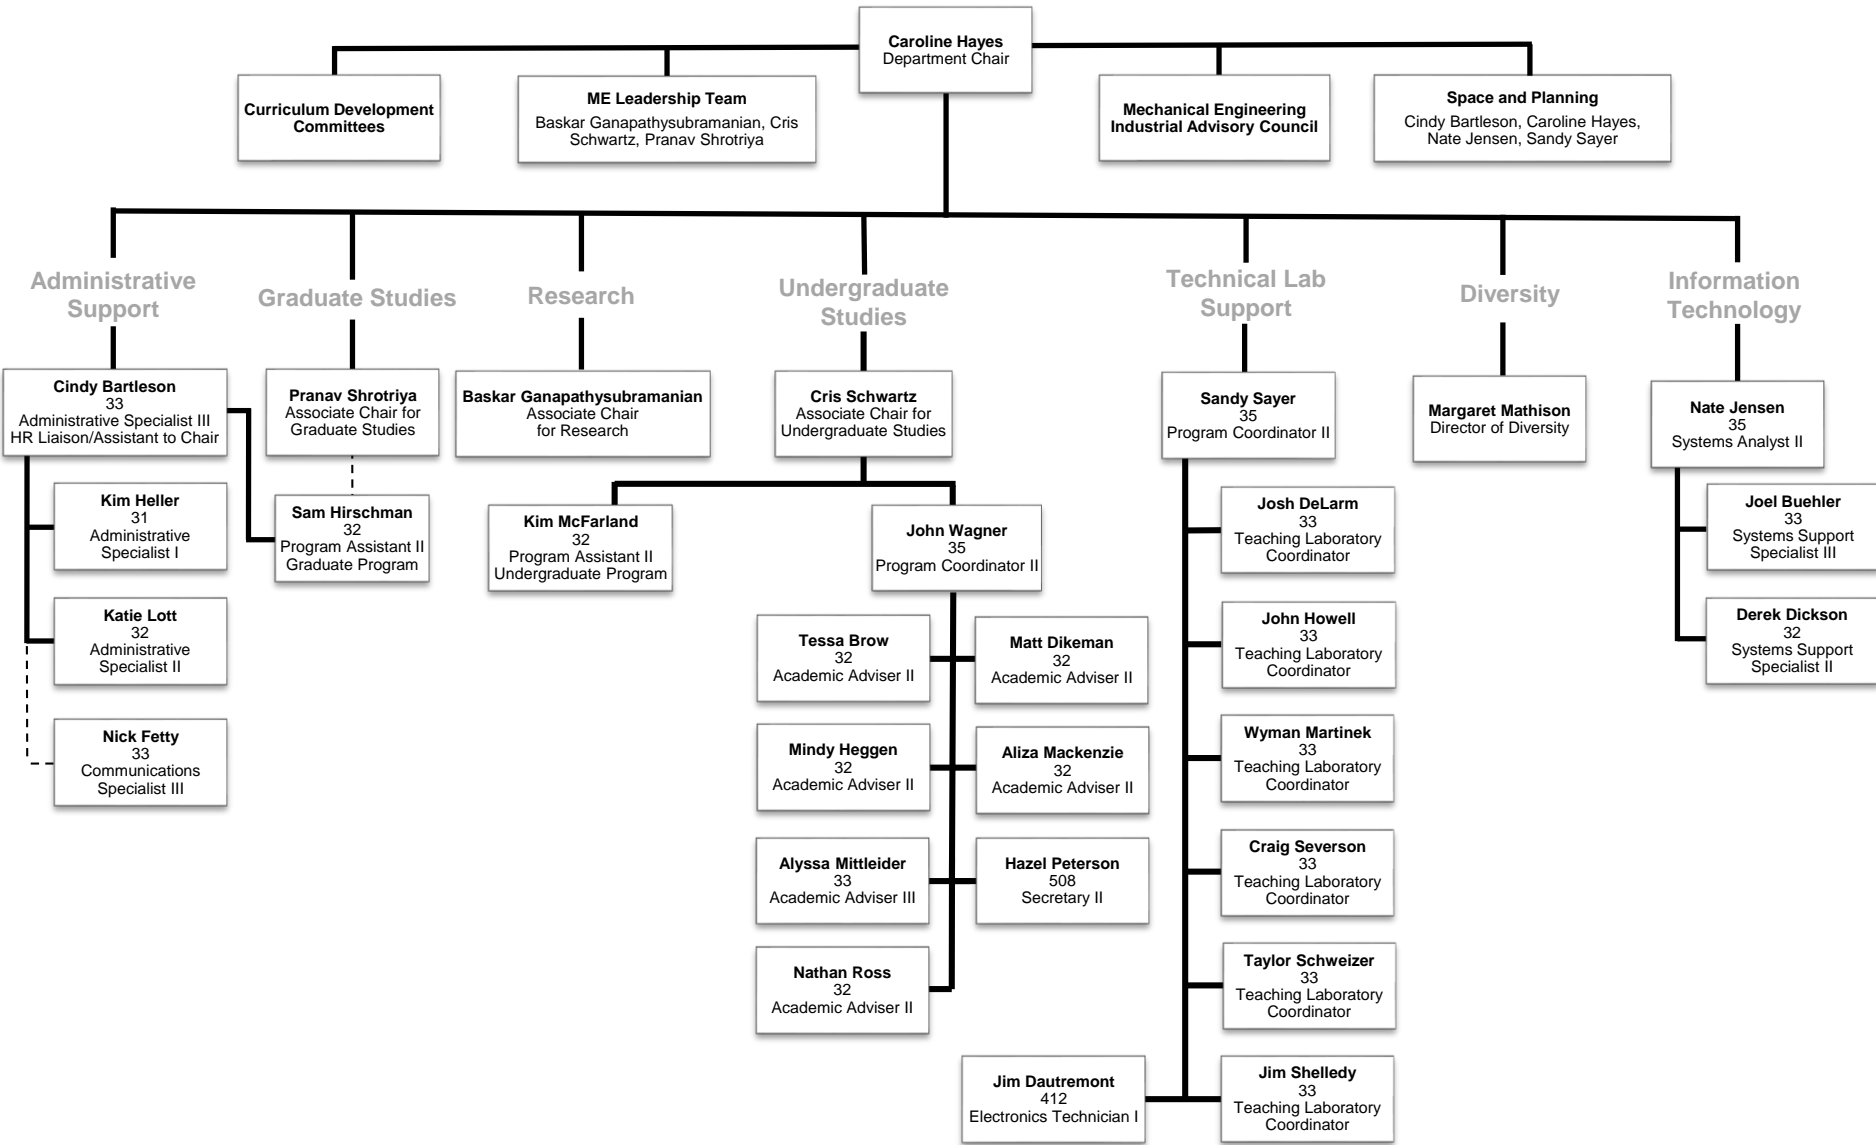 Caroline Hayes
Department Chair
Curriculum Development
Committees
ME Leadership Team
Baskar Ganapathysubramanian, Cris
Schwartz, Pranav Shrotriya
Mechanical Engineering
Industrial Advisory Council
Space and Planning
Cindy Bartleson, Caroline Hayes,
Nate Jensen, Sandy Sayer
Administrative
Support
Graduate Studies
Research
Undergraduate
Studies
Technical Lab
Support
Diversity
Information
Technology
Cindy Bartleson
33
Administrative Specialist III
HR Liaison/Assistant to Chair
Pranav Shrotriya
Associate Chair for
Graduate Studies
Baskar Ganapathysubramanian
Associate Chair
for Research
Cris Schwartz
Associate Chair for
Undergraduate Studies
Sandy Sayer
35
Program Coordinator II
Margaret Mathison
Director of Diversity
Nate Jensen
35
Systems Analyst II
Kim Heller
31
Administrative
Specialist I
Sam Hirschman
32
Program Assistant II
Graduate Program
Kim McFarland
32
Program Assistant II
Undergraduate Program
John Wagner
35
Program Coordinator II
Josh DeLarm
33
Teaching Laboratory
Coordinator
Joel Buehler
33
Systems Support
Specialist III
Katie Lott
32
Administrative
Specialist II
Tessa Brow
32
Academic Adviser II
Matt Dikeman
32
Academic Adviser II
John Howell
33
Teaching Laboratory
Coordinator
Derek Dickson
32
Systems Support
Specialist II
Nick Fetty
33
Communications
Specialist III
Mindy Heggen
32
Academic Adviser II
Aliza Mackenzie
32
Academic Adviser II
Wyman Martinek
33
Teaching Laboratory
Coordinator
Alyssa Mittleider
33
Academic Adviser III
Hazel Peterson
508
Secretary II
Craig Severson
33
Teaching Laboratory
Coordinator
Nathan Ross
32
Academic Adviser II
Taylor Schweizer
33
Teaching Laboratory
Coordinator
Jim Dautremont
412
Electronics Technician I
Jim Shelledy
33
Teaching Laboratory
Coordinator